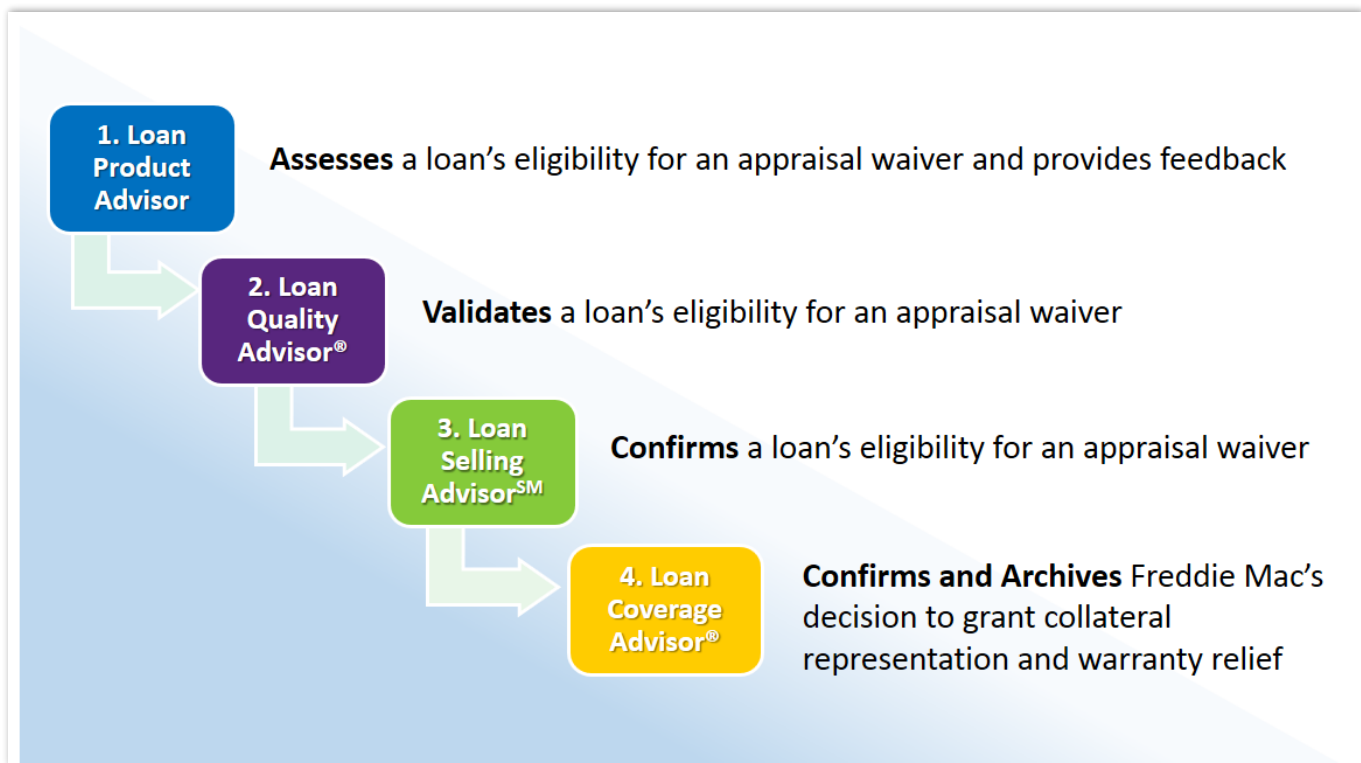 1. Loan
Product
Advisor
Assesses a loan’s eligibility for an appraisal waiver and provides feedback
2. Loan
Quality
Advisor®
Validates a loan’s eligibility for an appraisal waiver
3. Loan
Selling
Advisor℠
Confirms a loan’s eligibility for an appraisal waiver
4. Loan
Coverage
Advisor®
Confirms and Archives Freddie Mac’s
decision to grant collateral
representation and warranty relief